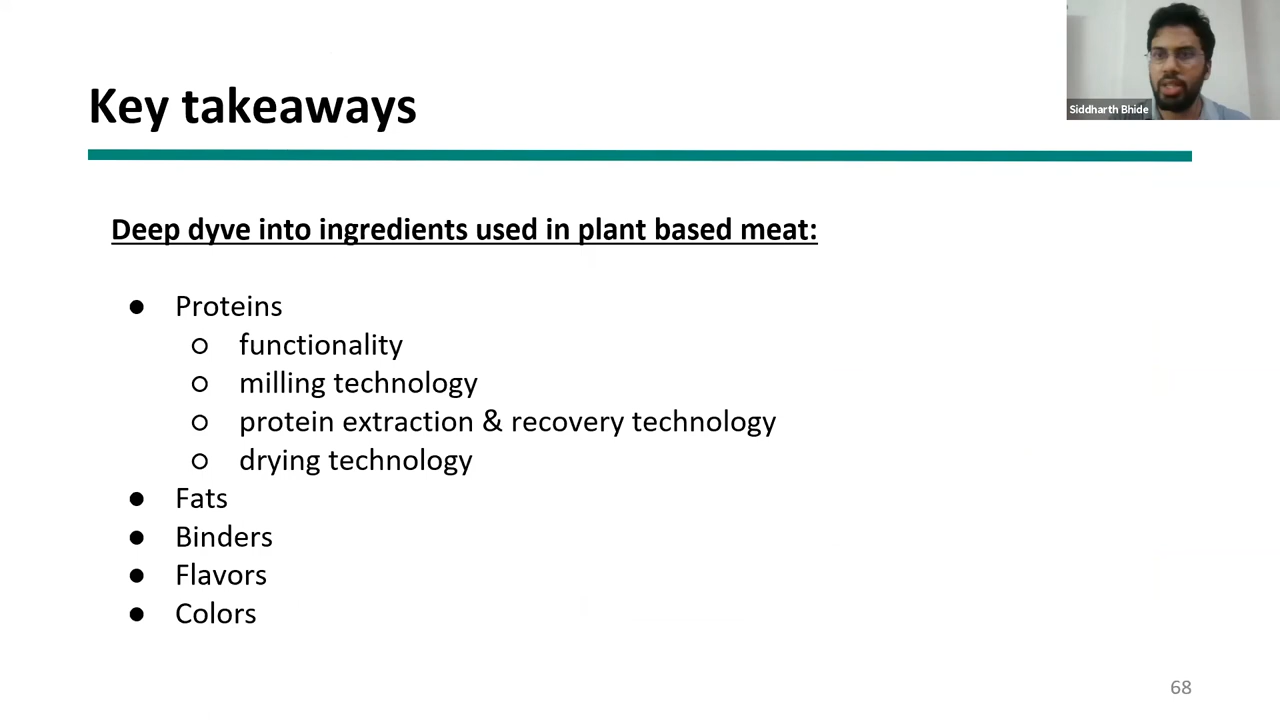 Siddharth Bhide
Key takeaways
Deep dyve into ingredients used in plant based meat:
● Proteins
○ functionality
○ milling technology
○ protein extraction & recovery technology
○ drying technology
● Fats
● Binders
● Flavors
● Colors
68